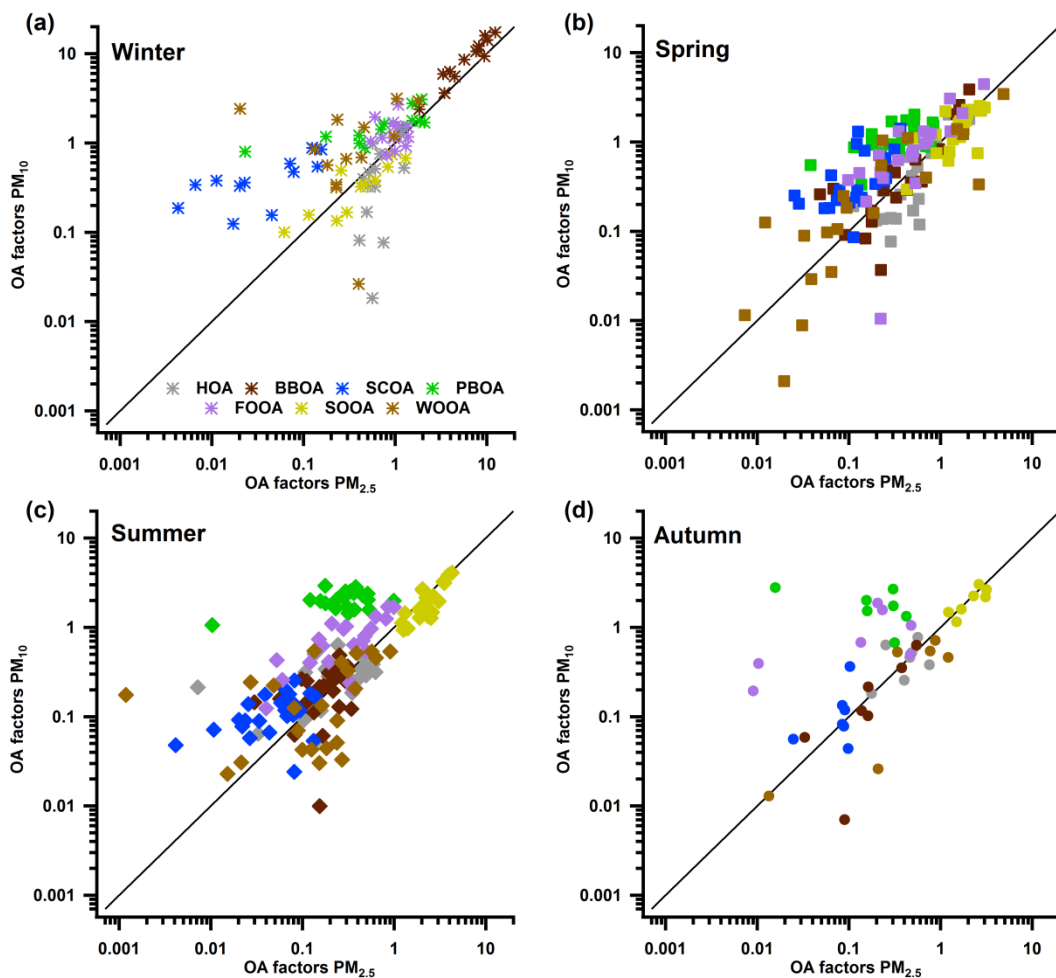 (a)
Winter
OA factors PM10
10
1
0.1
0.01
0.001
HOA BBOA SCOA PBOA
FOOA SOOA WOOA
0.001 0.01 0.1 1 10
OA factors PM2.5
(b)
Spring
OA factors PM10
10
1
0.1
0.01
0.001
0.001 0.01 0.1 1 10
OA factors PM2.5
(c)
Summer
OA factors PM10
10
1
0.1
0.01
0.001
0.001 0.01 0.1 1 10
OA factors PM2.5
(d)
Autumn
OA factors PM10
10
1
0.1
0.01
0.001
0.001 0.01 0.1 1 10
OA factors PM2.5